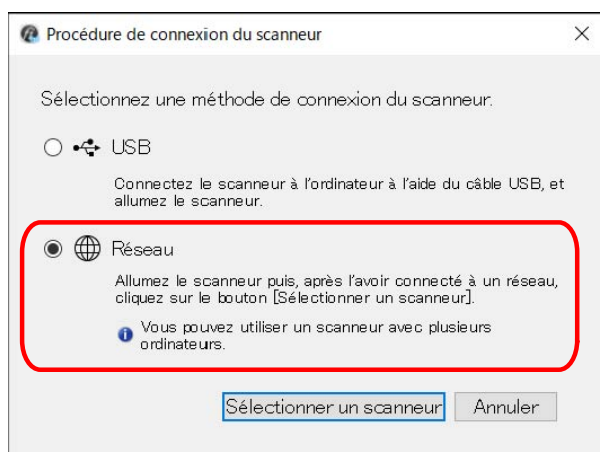 Procédure de connexion du scanneur
Sélectionnez une méthode de connexion du scanneur.
USB
Connectez le scanneur à l'ordinateur à l'aide du câble USB, et
allumez le scanneur.
Réseau
Allumez le scanneur puis, après l'avoir connecté à un réseau,
cliquez sur le bouton [Sélectionner un scanneur].
Vous pouvez utiliser un scanneur avec plusieurs
ordinateurs.
Sélectionner un scanneur Annuler